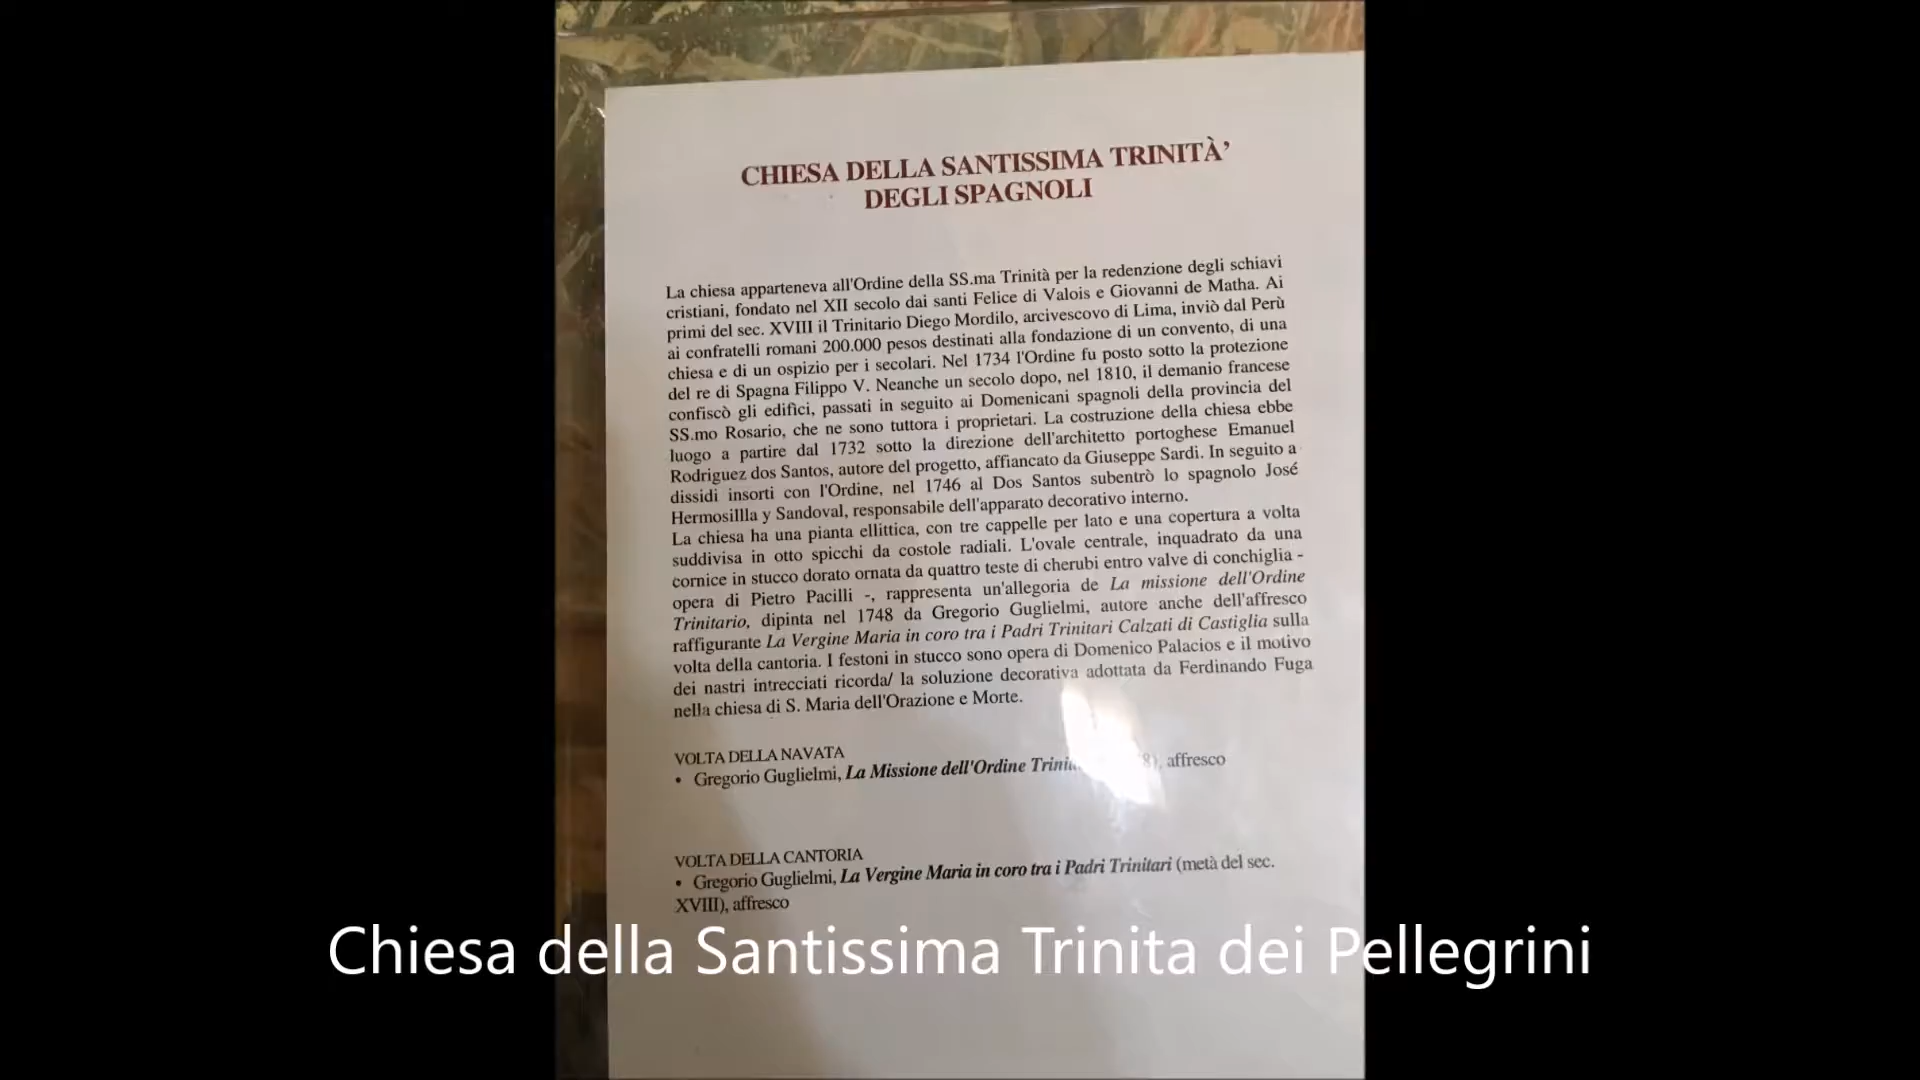 CHIESA DELLA SANTISSIMA TRINITÀ'
DEGLI SPAGNOLI
La chiesa apparteneva all'Ordine della SS.ma Trinità per la redenzione degli schiavi
cristiani, fondato nel XII secolo dai santi Felice di Valois e Giovanni de Matha. Ai
primi del sec. XVIII il Trinitario Diego Mordilo, arcivescovo di Lima, inviò dal Perù
ai confratelli romani 200.000 pesos destinati alla fondazione di un convento, di una
chiesa e di un ospizio per i secolari. Nel 1734 l'Ordine fu posto sotto la protezione
del re di Spagna Filippo V. Neanche un secolo dopo, nel 1810, il demanio francese
confiscò gli edifici, passati in seguito ai Domenicani spagnoli della provincia del
SS.mo Rosario, che ne sono tuttora i proprietari. La costruzione della chiesa ebbe
luogo a partire dal 1732 sotto la direzione dell'architetto portoghese Emanuel
Rodriguez dos Santos, autore del progetto, affiancato da Giuseppe Sardi. In seguito a
dissidi insorti con l'Ordine, nel 1746 al Dos Santos subentrò lo spagnolo José
Hermosillla y Sandoval, responsabile dell'apparato decorativo interno.
La chiesa ha una pianta ellittica, con tre cappelle per lato e una copertura a volta
suddivisa in otto spicchi da costole radiali. L'ovale centrale, inquadrato da una
cornice in stucco dorato ornata da quattro teste di cherubi entro valve di conchiglia -
opera di Pietro Pacilli -, rappresenta un'allegoria de La missione dell'Ordine
Trinitario, dipinta nel 1748 da Gregorio Guglielmi, autore anche dell'affresco
raffigurante La Vergine Maria in coro tra i Padri Trinitari Calzati di Castiglia sulla
volta della cantoria. I festoni in stucco sono opera di Domenico Palacios e il motivo
dei nastri intrecciati ricorda/ la soluzione decorativa adottata da Ferdinando Fuga
nella chiesa di S. Maria dell'Orazione e Morte.
VOLTA DELLA NAVATA
• Gregorio Guglielmi, La Missione dell'Ordine affresco
VOLTA DELLA CANTORIA
• Gregorio Guglielmi, La Vergine Maria in coro tra i Padri Trinitari (metà del sec.
XVIII), affresco
Chiesa della Santissima Trinita dei Pellegrini